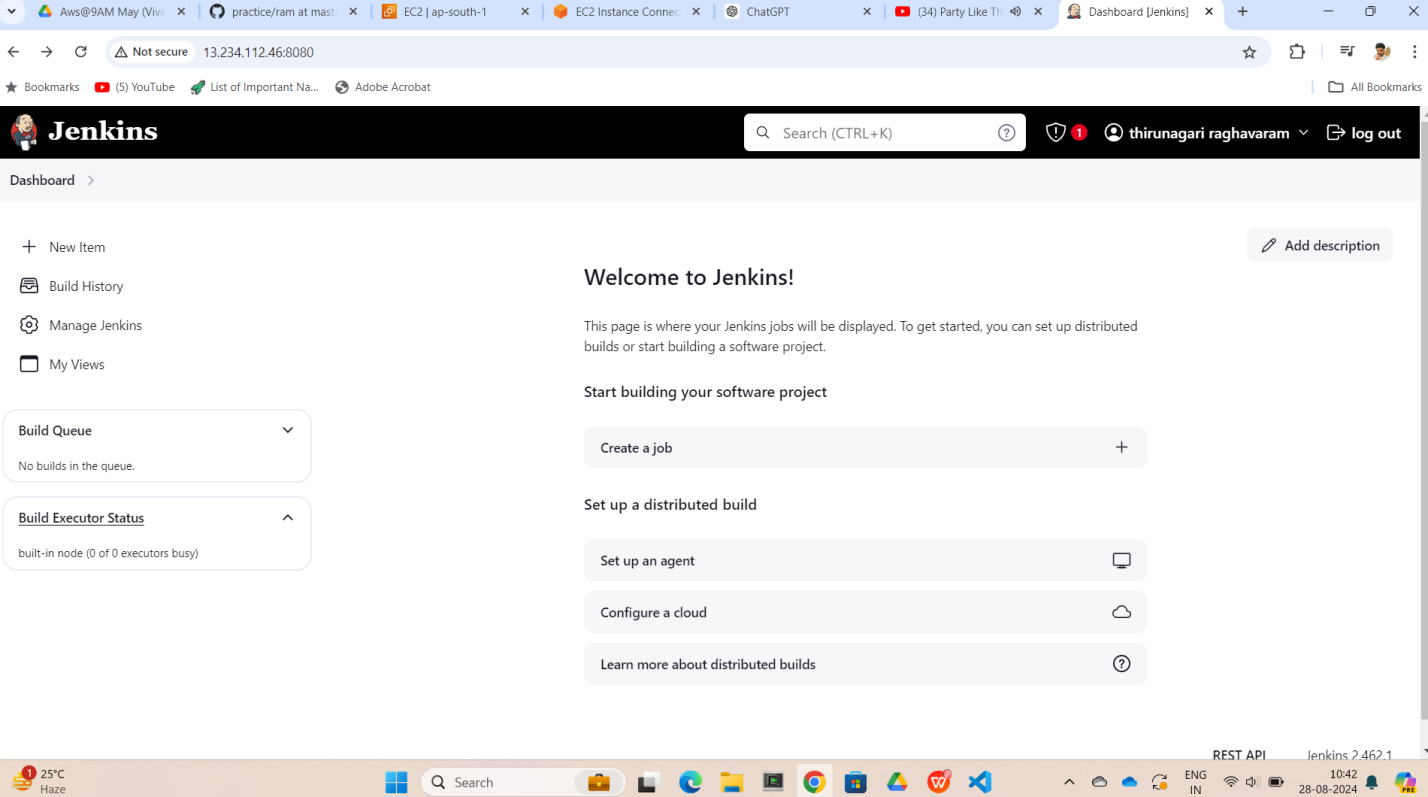 Aws@9AM May (Vive
practice/ram at mast
EC2 | ap-south-1
EC2 Instance Connec
ChatGPT
(34) Party Like Th
Dashboard [Jenkins]
Not secure
13.234.112.46:8080
Bookmarks
(5) YouTube
List of Important Na...
Adobe Acrobat
All Bookmarks
Jenkins
Search (CTRL+K)
?
1
thirunagari raghavaram
log out
Dashboard
New Item
Build History
Manage Jenkins
My Views
Build Queue
No builds in the queue.
Build Executor Status
built-in node (0 of 0 executors busy)
Add description
Welcome to Jenkins!
This page is where your Jenkins jobs will be displayed. To get started, you can set up distributed
builds or start building a software project.
Start building your software project
Create a job
Set up a distributed build
Set up an agent
Configure a cloud
Learn more about distributed builds
?
REST API
Jenkins 2.462.1
1
25°C
Haze
Search
W
ENG
IN
10:42
28-08-2024
PRE